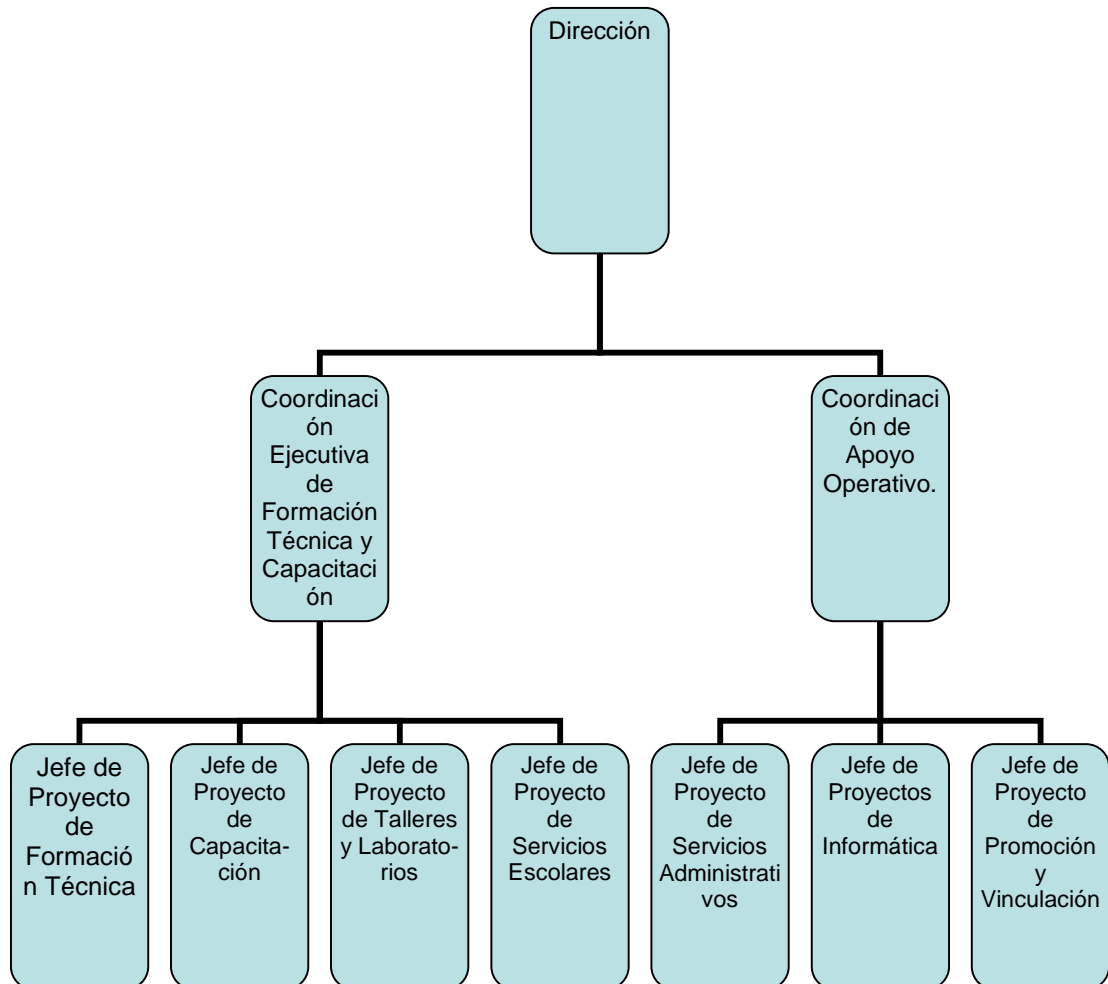 Dirección
Coordinaci
ón
Ejecutiva
de
Formación
Técnica y
Capacitaci
ón
Coordinaci
ón de
Apoyo
Operativo.
Jefe de
Proyecto
de
Formació
n Técnica
Jefe de
Proyecto
de
Capacita-
ción
Jefe de
Proyecto
de Talleres
y Laborato-
rios
Jefe de
Proyecto
de
Servicios
Escolares
Jefe de
Proyecto
de
Servicios
Administrati
vos
Jefe de
Proyectos
de
Informática
Jefe de
Proyecto
de
Promoción
y
Vinculación